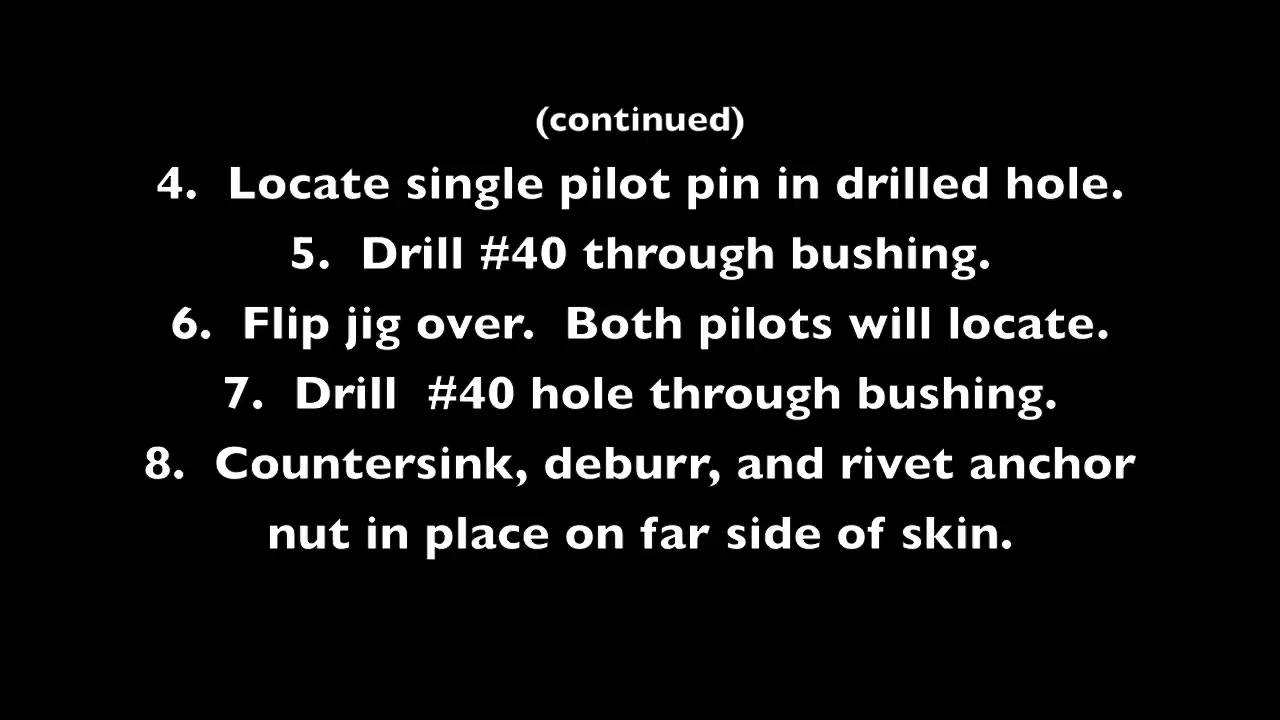 (continued)
4. Locate single pilot pin in drilled hole.
5. Drill #40 through bushing.
6. Flip jig over. Both pilots will locate.
7. Drill #40 hole through bushing.
8. Countersink, deburr, and rivet anchor
nut in place on far side of skin.